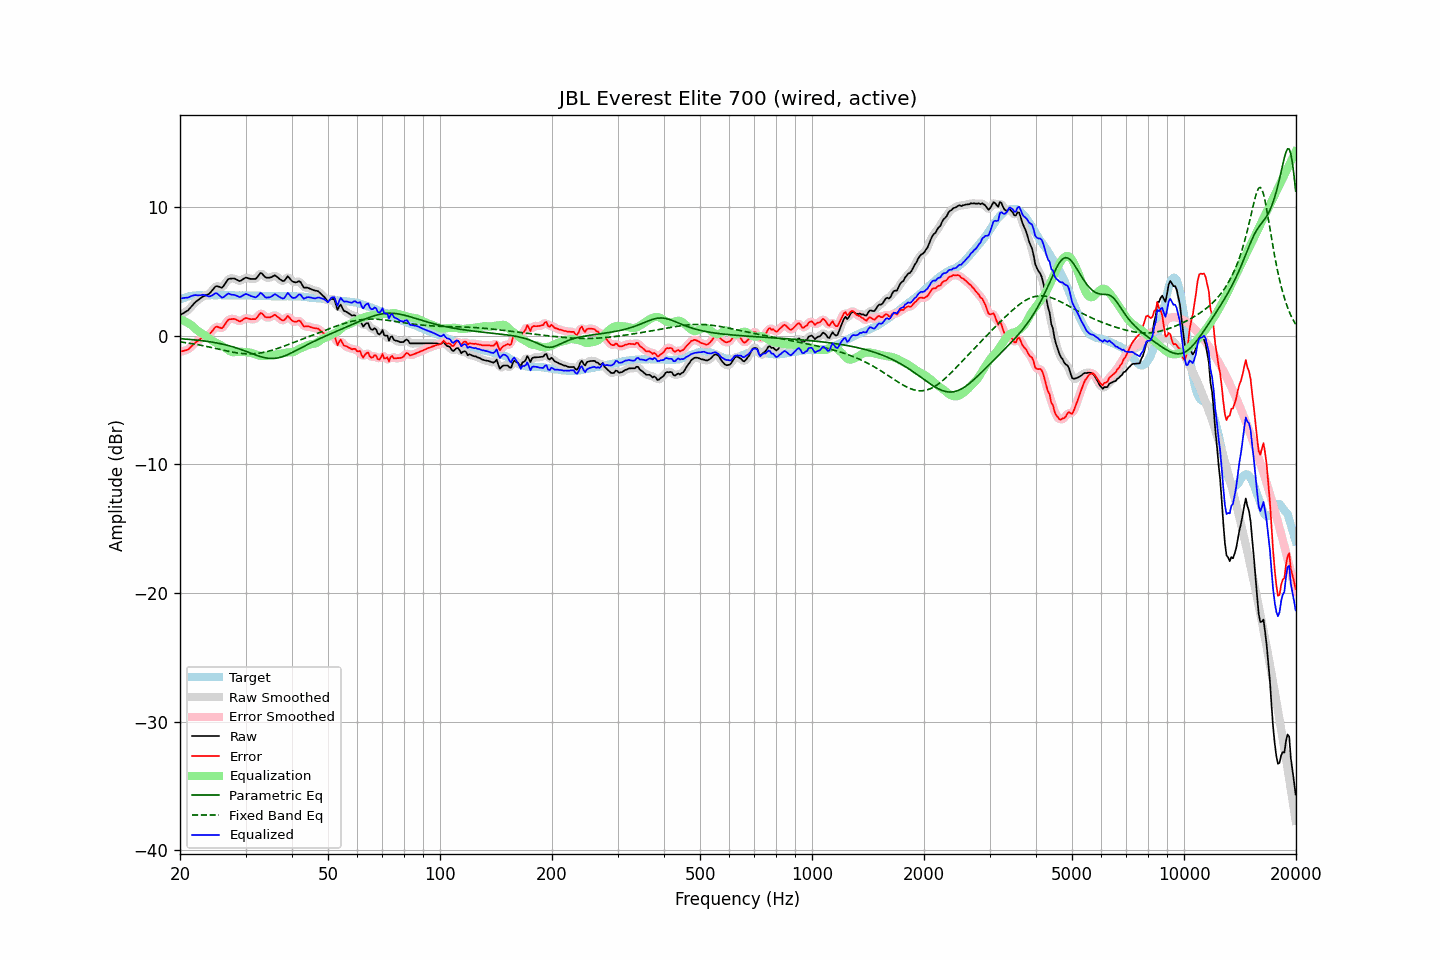 JBL Everest Elite 700 (wired, active)
Amplitude (dBr)
10
0
−10
−20
−30
−40
Target
Raw Smoothed
Error Smoothed
Raw
Error
Equalization
Parametric Eq
Fixed Band Eq
Equalized
20 50 100 200 500 1000 2000 5000 10000 20000
Frequency (Hz)